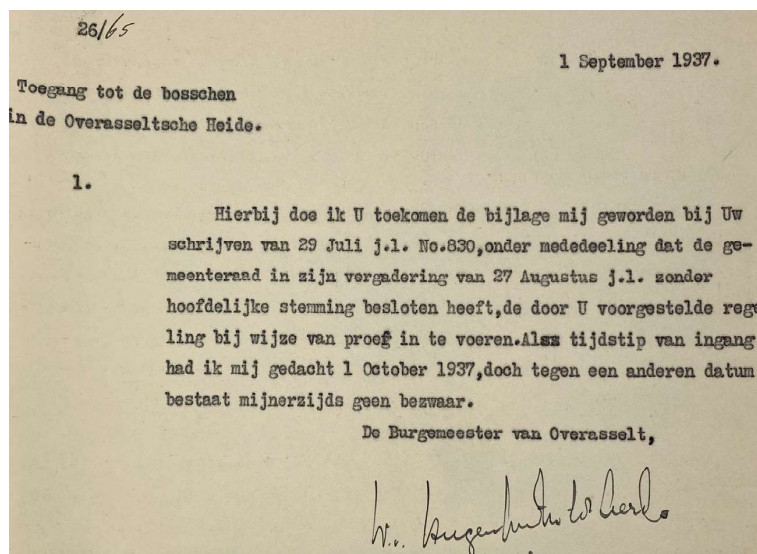 26/65
1 September 1937.
Toegang tot de bosschen
in de Overasseltsche Heide.
1.
Hierbij doe ik U toekomen de bijlage mij geworden bij Uw
schrijven van 29 Juli j.l. No.830,onder mededeeling dat de ge-
meenteraad in zijn vergadering van 27 Augustus j.l. zonder
hoofdelijke stemming besloten heeft,de door U voorgestelde rege
ling bij wijze van proef in te voeren.Als tijdstip van ingang
had ik mij gedacht 1 October 1937,doch tegen een anderen datum
bestaat mijnerzijds geen bezwaar.
De Burgemeester van Overasselt,